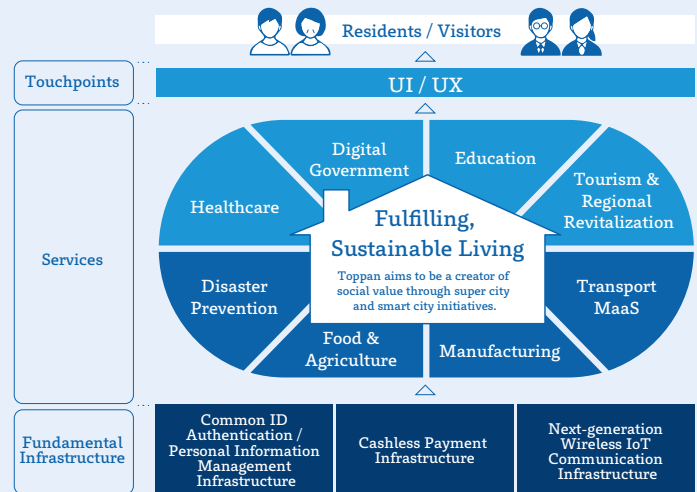 Residents / Visitors
Touchpoints
UI / UX
Services
Digital
Government
Education
Healthcare
Tourism &
Regional
Revitalization
Fulfilling,
Sustainable Living
Toppan aims to be a creator of
social value through super city
and smart city initiatives.
Disaster
Prevention
Transport
MaaS
Food &
Agriculture
Manufacturing
Fundamental
Infrastructure
Common ID
Authentication /
Personal Information
Management
Infrastructure
Cashless Payment
Infrastructure
Next-generation
Wireless IoT
Communication
Infrastructure